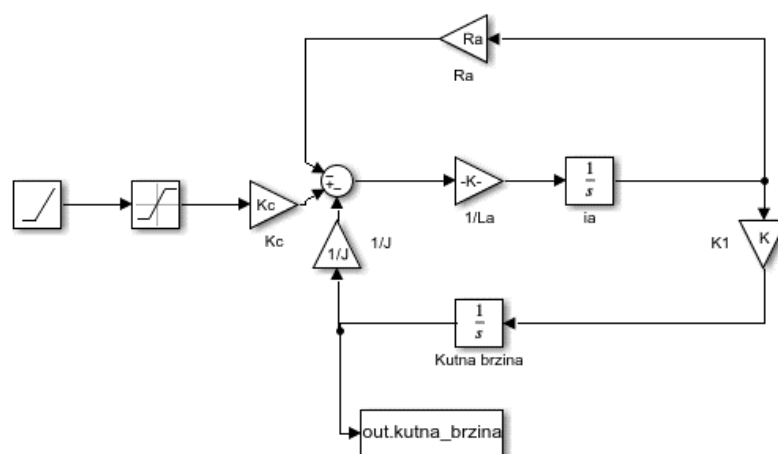 Ra
Ra
Kc
Kc
-K-
1/La
1
s
ia
1/J
1/J
K1
K
1
s
Kutna brzina
out.kutna_brzina